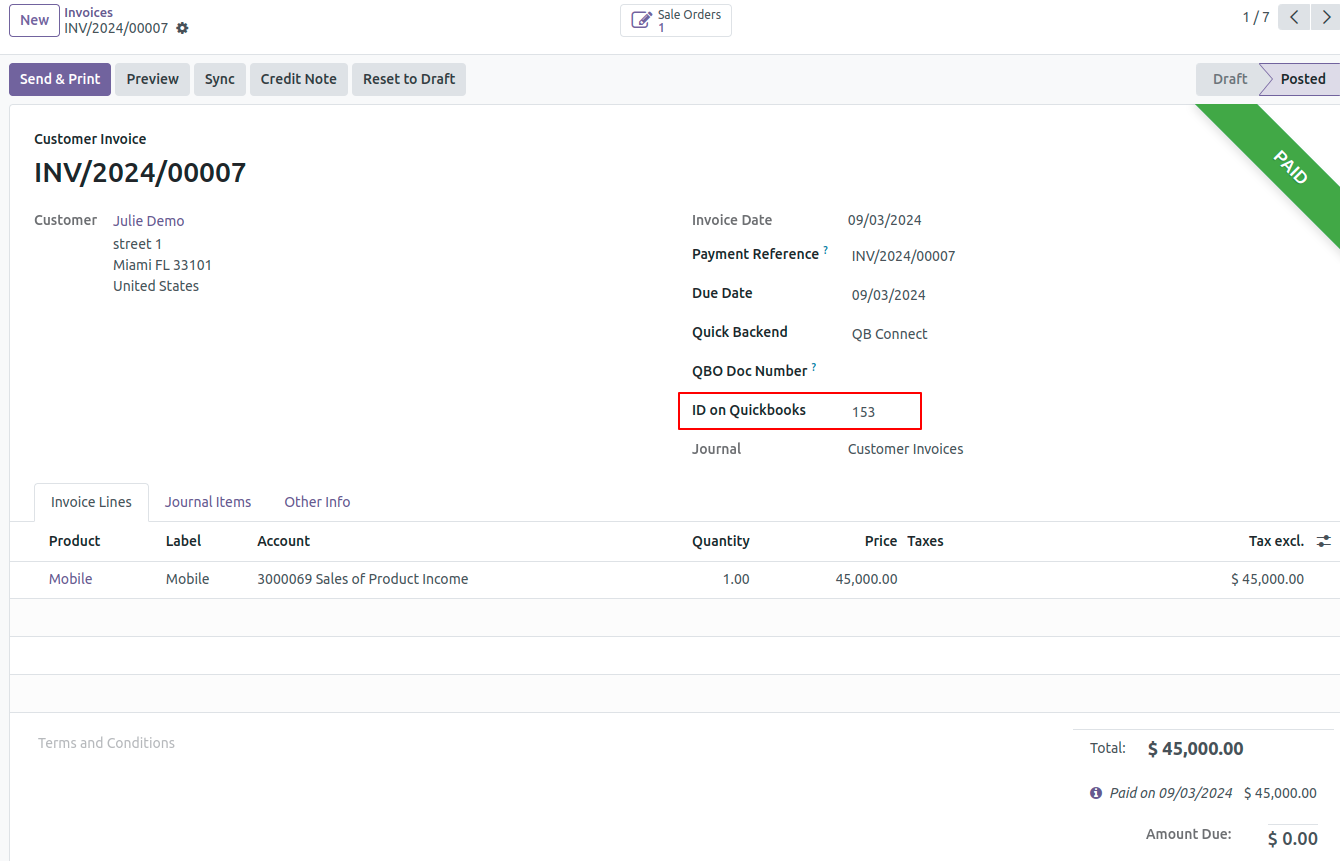 New Invoices
INV/2024/00007
Sale Orders
1
1 / 7
Send & Print Preview Sync Credit Note Reset to Draft Draft Posted
PAID
Customer Invoice
INV/2024/00007
Customer Julie Demo
street 1
Miami FL 33101
United States
Invoice Date 09/03/2024
Payment Reference ? INV/2024/00007
Due Date 09/03/2024
Quick Backend QB Connect
QBO Doc Number ?
ID on Quickbooks 153
Journal Customer Invoices
Invoice Lines Journal Items Other Info
Product Label Account Quantity Price Taxes Tax excl.
Mobile Mobile 3000069 Sales of Product Income 1.00 45,000.00 $ 45,000.00
Terms and Conditions
Total: $ 45,000.00
Paid on 09/03/2024 $ 45,000.00
Amount Due: $ 0.00